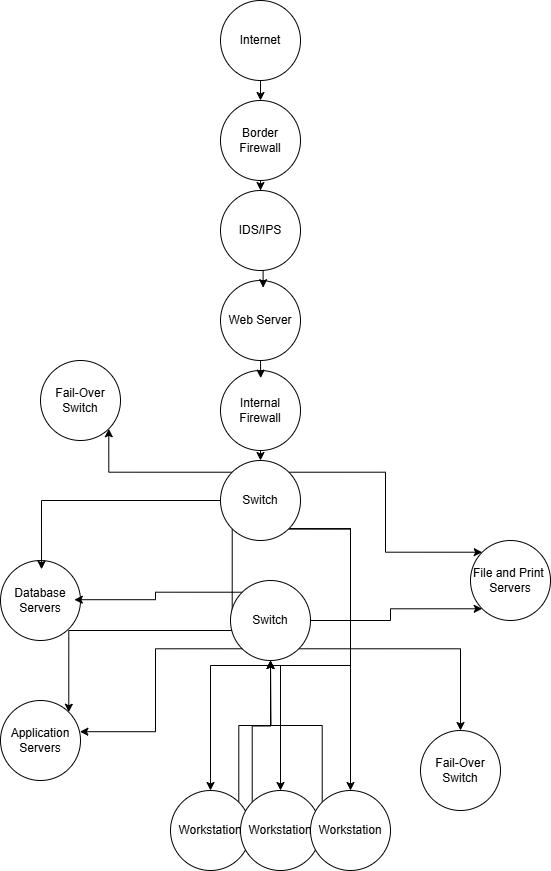 Internet
Border
Firewall
IDS/IPS
Web Server
Fail-Over
Switch
Internal
Firewall
Switch
Database
Servers
File and Print
Servers
Switch
Application
Servers
Fail-Over
Switch
Workstation
Workstation
Workstation